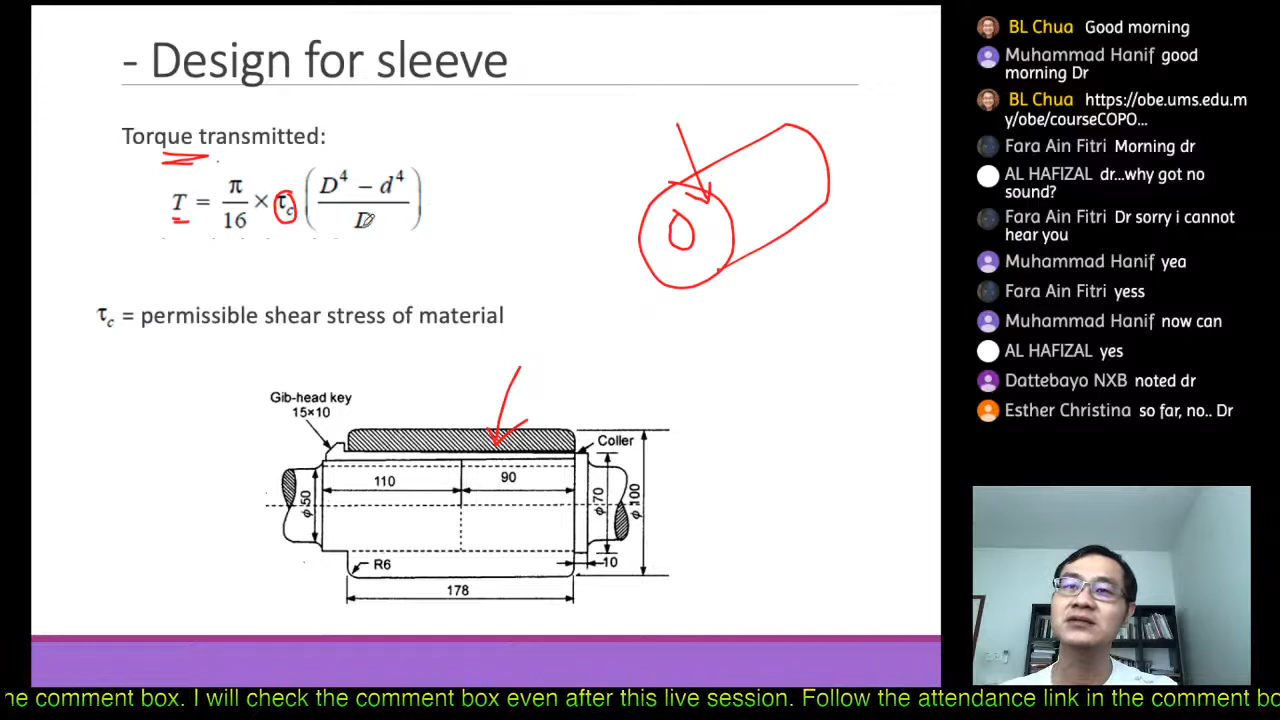 - Design for sleeve
Torque transmitted:
T = π/16 × τc ( D⁴ − d⁴ / D )
τc = permissible shear stress of material
Gib-head key
15×10
Coller
110
90
ϕ 50
ϕ 70
ϕ 100
R6
10
178
BL Chua Good morning
Muhammad Hanif good
morning Dr
BL Chua https://obe.ums.edu.m
y/obe/courseCOPO...
Fara Ain Fitri Morning dr
AL HAFIZAL dr...why got no
sound?
Fara Ain Fitri Dr sorry i cannot
hear you
Muhammad Hanif yea
Fara Ain Fitri yess
Muhammad Hanif now can
AL HAFIZAL yes
Dattebayo NXB noted dr
Esther Christina so far, no.. Dr
he comment box. I will check the comment box even after this live session. Follow the attendance link in the comment bo